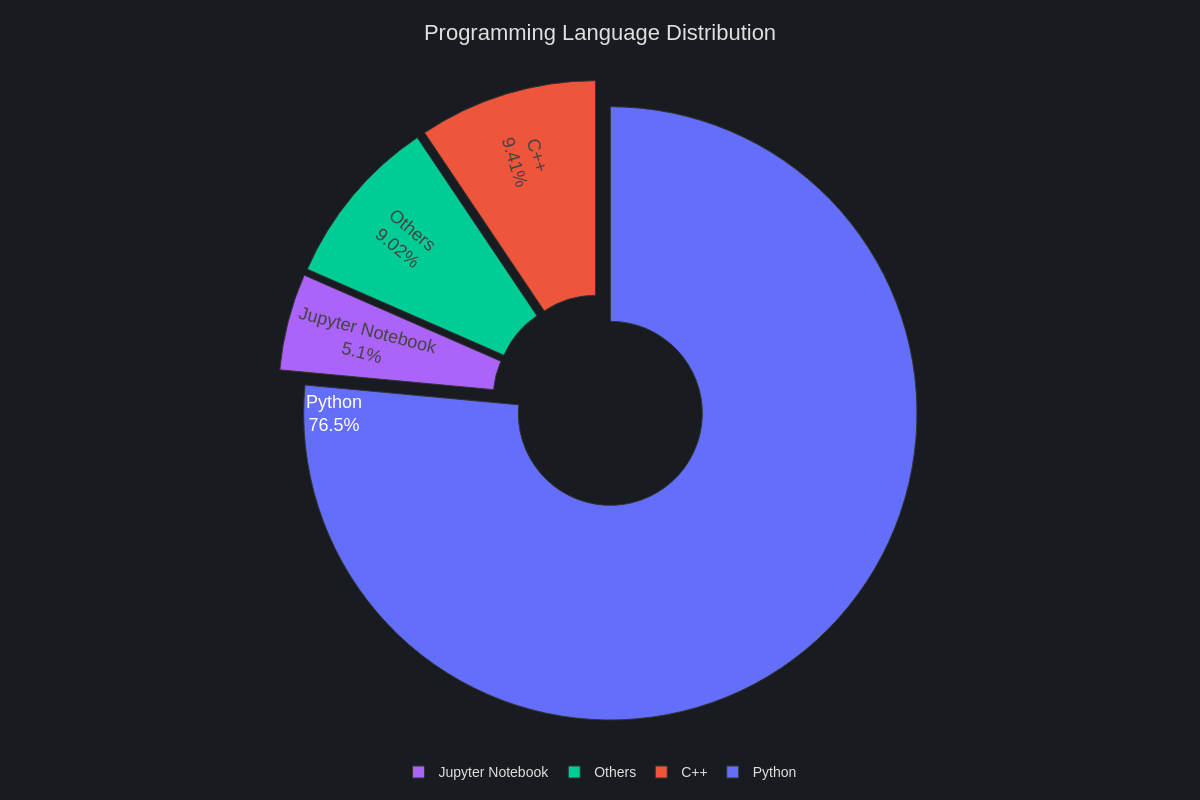 Programming Language Distribution
C++
9.41%
Others
9.02%
Jupyter Notebook
5.1%
Python
76.5%
Jupyter Notebook
Others
C++
Python